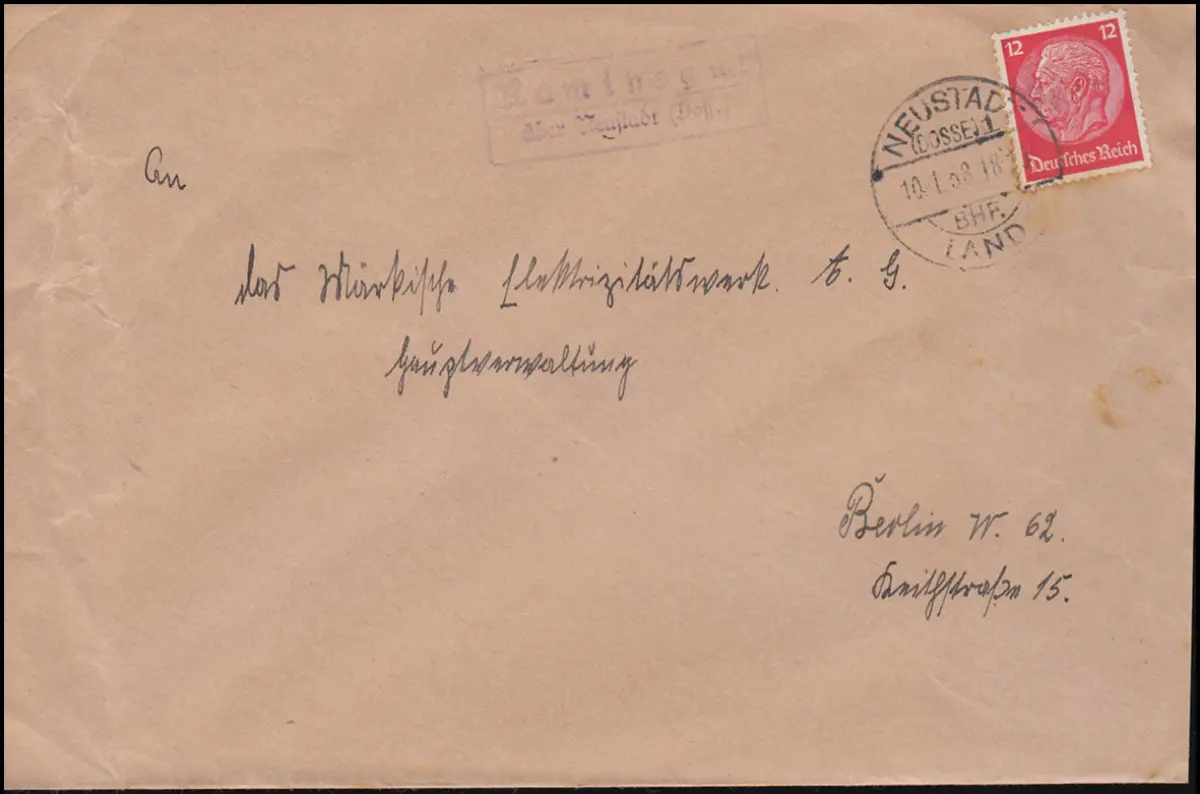 über Neustadt (Doss.)
12 12
Deutsches Reich
NEUSTADT
(DOSSE) 1
10.1.38.18
BHF.
LAND
An
das Märkische Elektrizitätswerk. A. G.
Hauptverwaltung
Berlin W. 62.
Keithstraße 15.